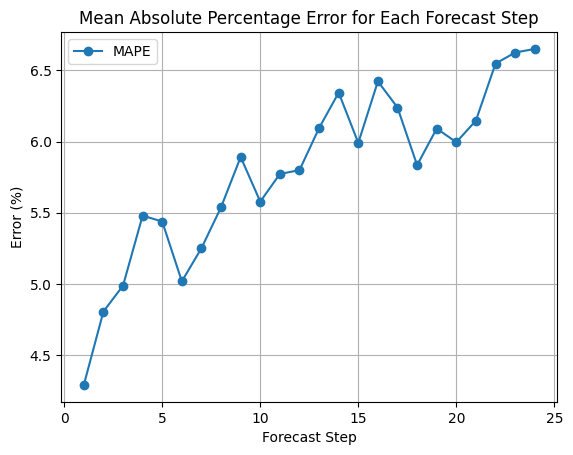 Mean Absolute Percentage Error for Each Forecast Step
MAPE
6.5
6.0
5.5
5.0
4.5
Error (%)
0 5 10 15 20 25
Forecast Step